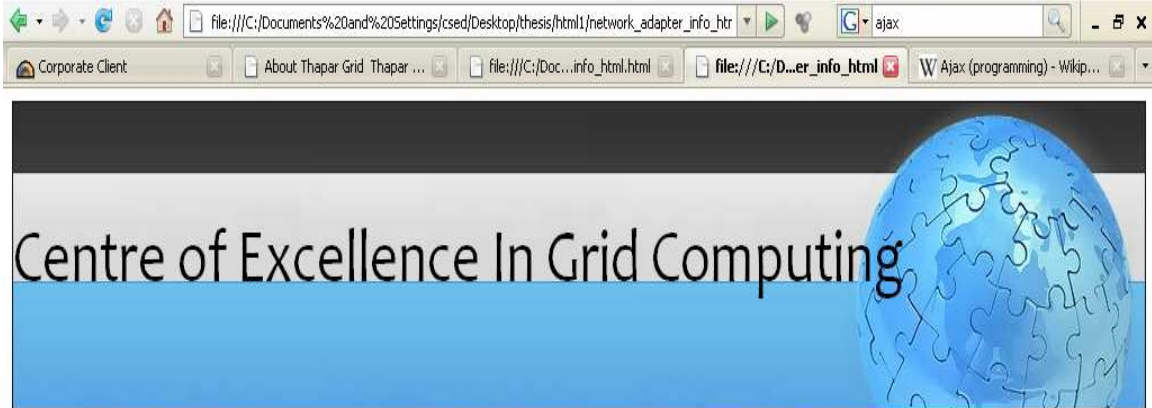 file:///C:/Documents%20and%20Settings/csed/Desktop/thesis/html1/network_adapter_info_htr
G ajax
Corporate Client
About Thapar Grid Thapar ...
file:///C:/Doc...info_html.html
file:///C:/D...er_info_html
W Ajax (programming) - Wikip...
Centre of Excellence In Grid Computing